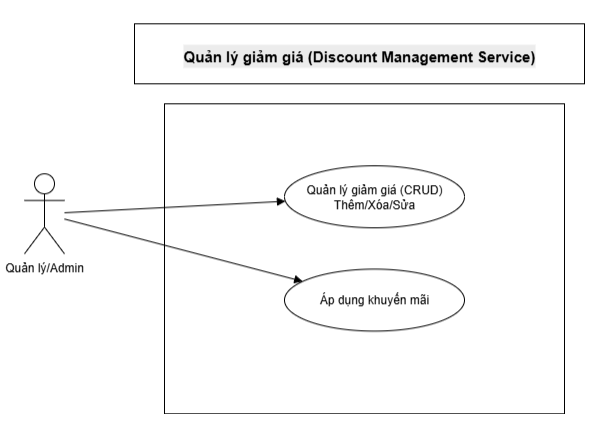 Quản lý giảm giá (Discount Management Service)
Quản lý giảm giá (CRUD)
Thêm/Xóa/Sửa
Quản lý/Admin
Áp dụng khuyến mãi